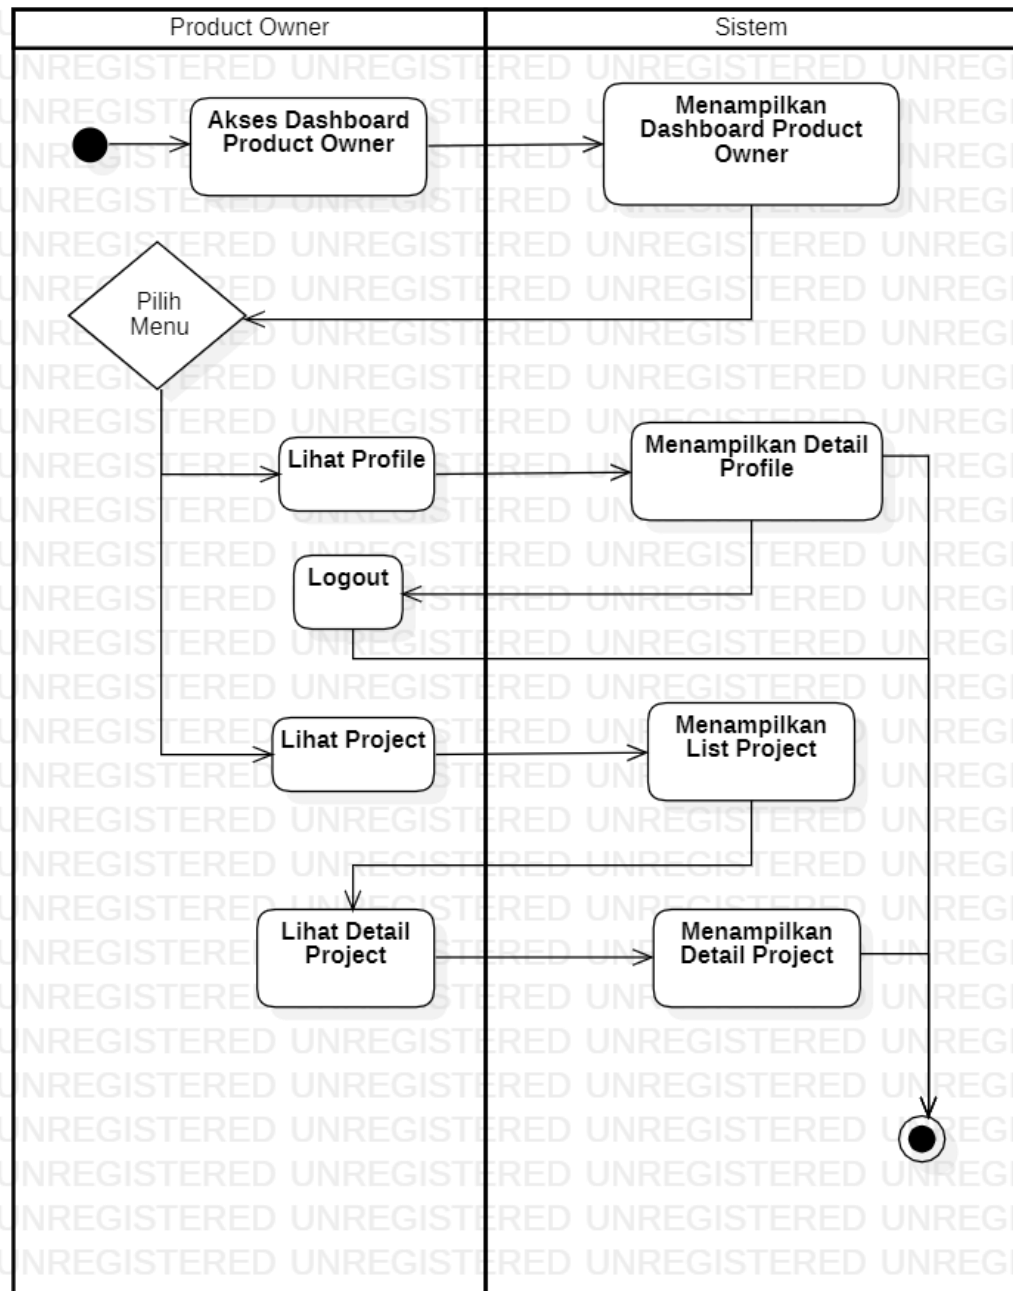 Product Owner
Sistem
Akses Dashboard
Product Owner
Menampilkan
Dashboard Product
Owner
Pilih
Menu
Lihat Profile
Menampilkan Detail
Profile
Logout
Lihat Project
Menampilkan
List Project
Lihat Detail
Project
Menampilkan
Detail Project
UNREGISTERED